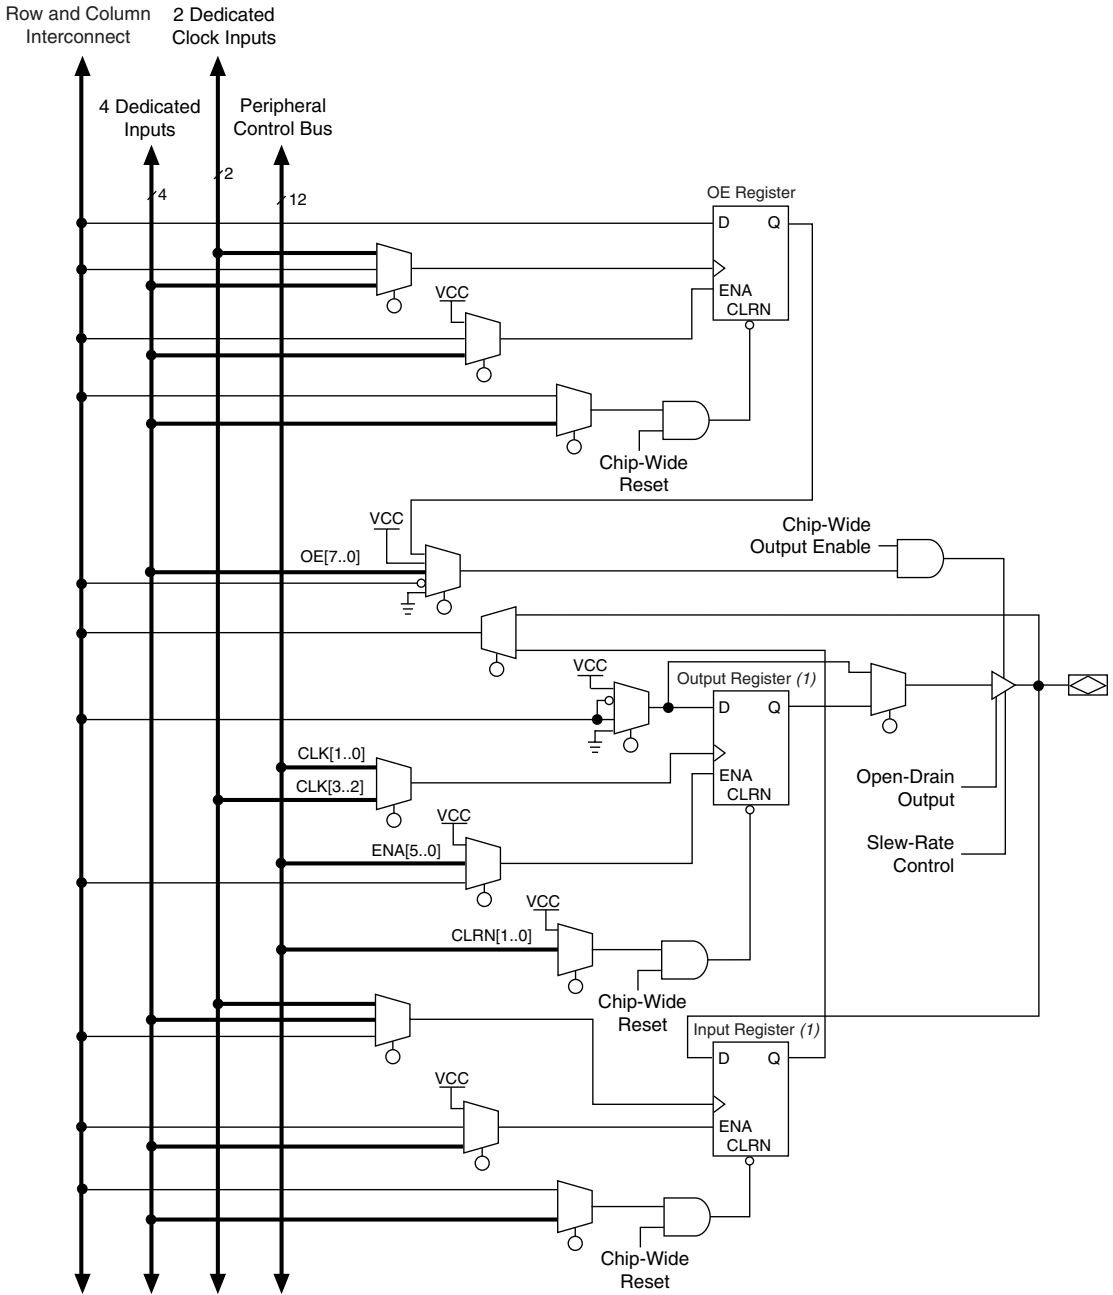 Row and Column
Interconnect
2 Dedicated
Clock Inputs
4 Dedicated
Inputs
Peripheral
Control Bus
2
4
12
OE Register
D
Q
ENA
CLRN
VCC
Chip-Wide
Reset
VCC
OE[7..0]
Chip-Wide
Output Enable
VCC
Output Register (1)
D
Q
ENA
CLRN
CLK[1..0]
CLK[3..2]
Open-Drain
Output
VCC
ENA[5..0]
Slew-Rate
Control
VCC
CLRN[1..0]
Chip-Wide
Reset
Input Register (1)
D
Q
ENA
CLRN
VCC
Chip-Wide
Reset